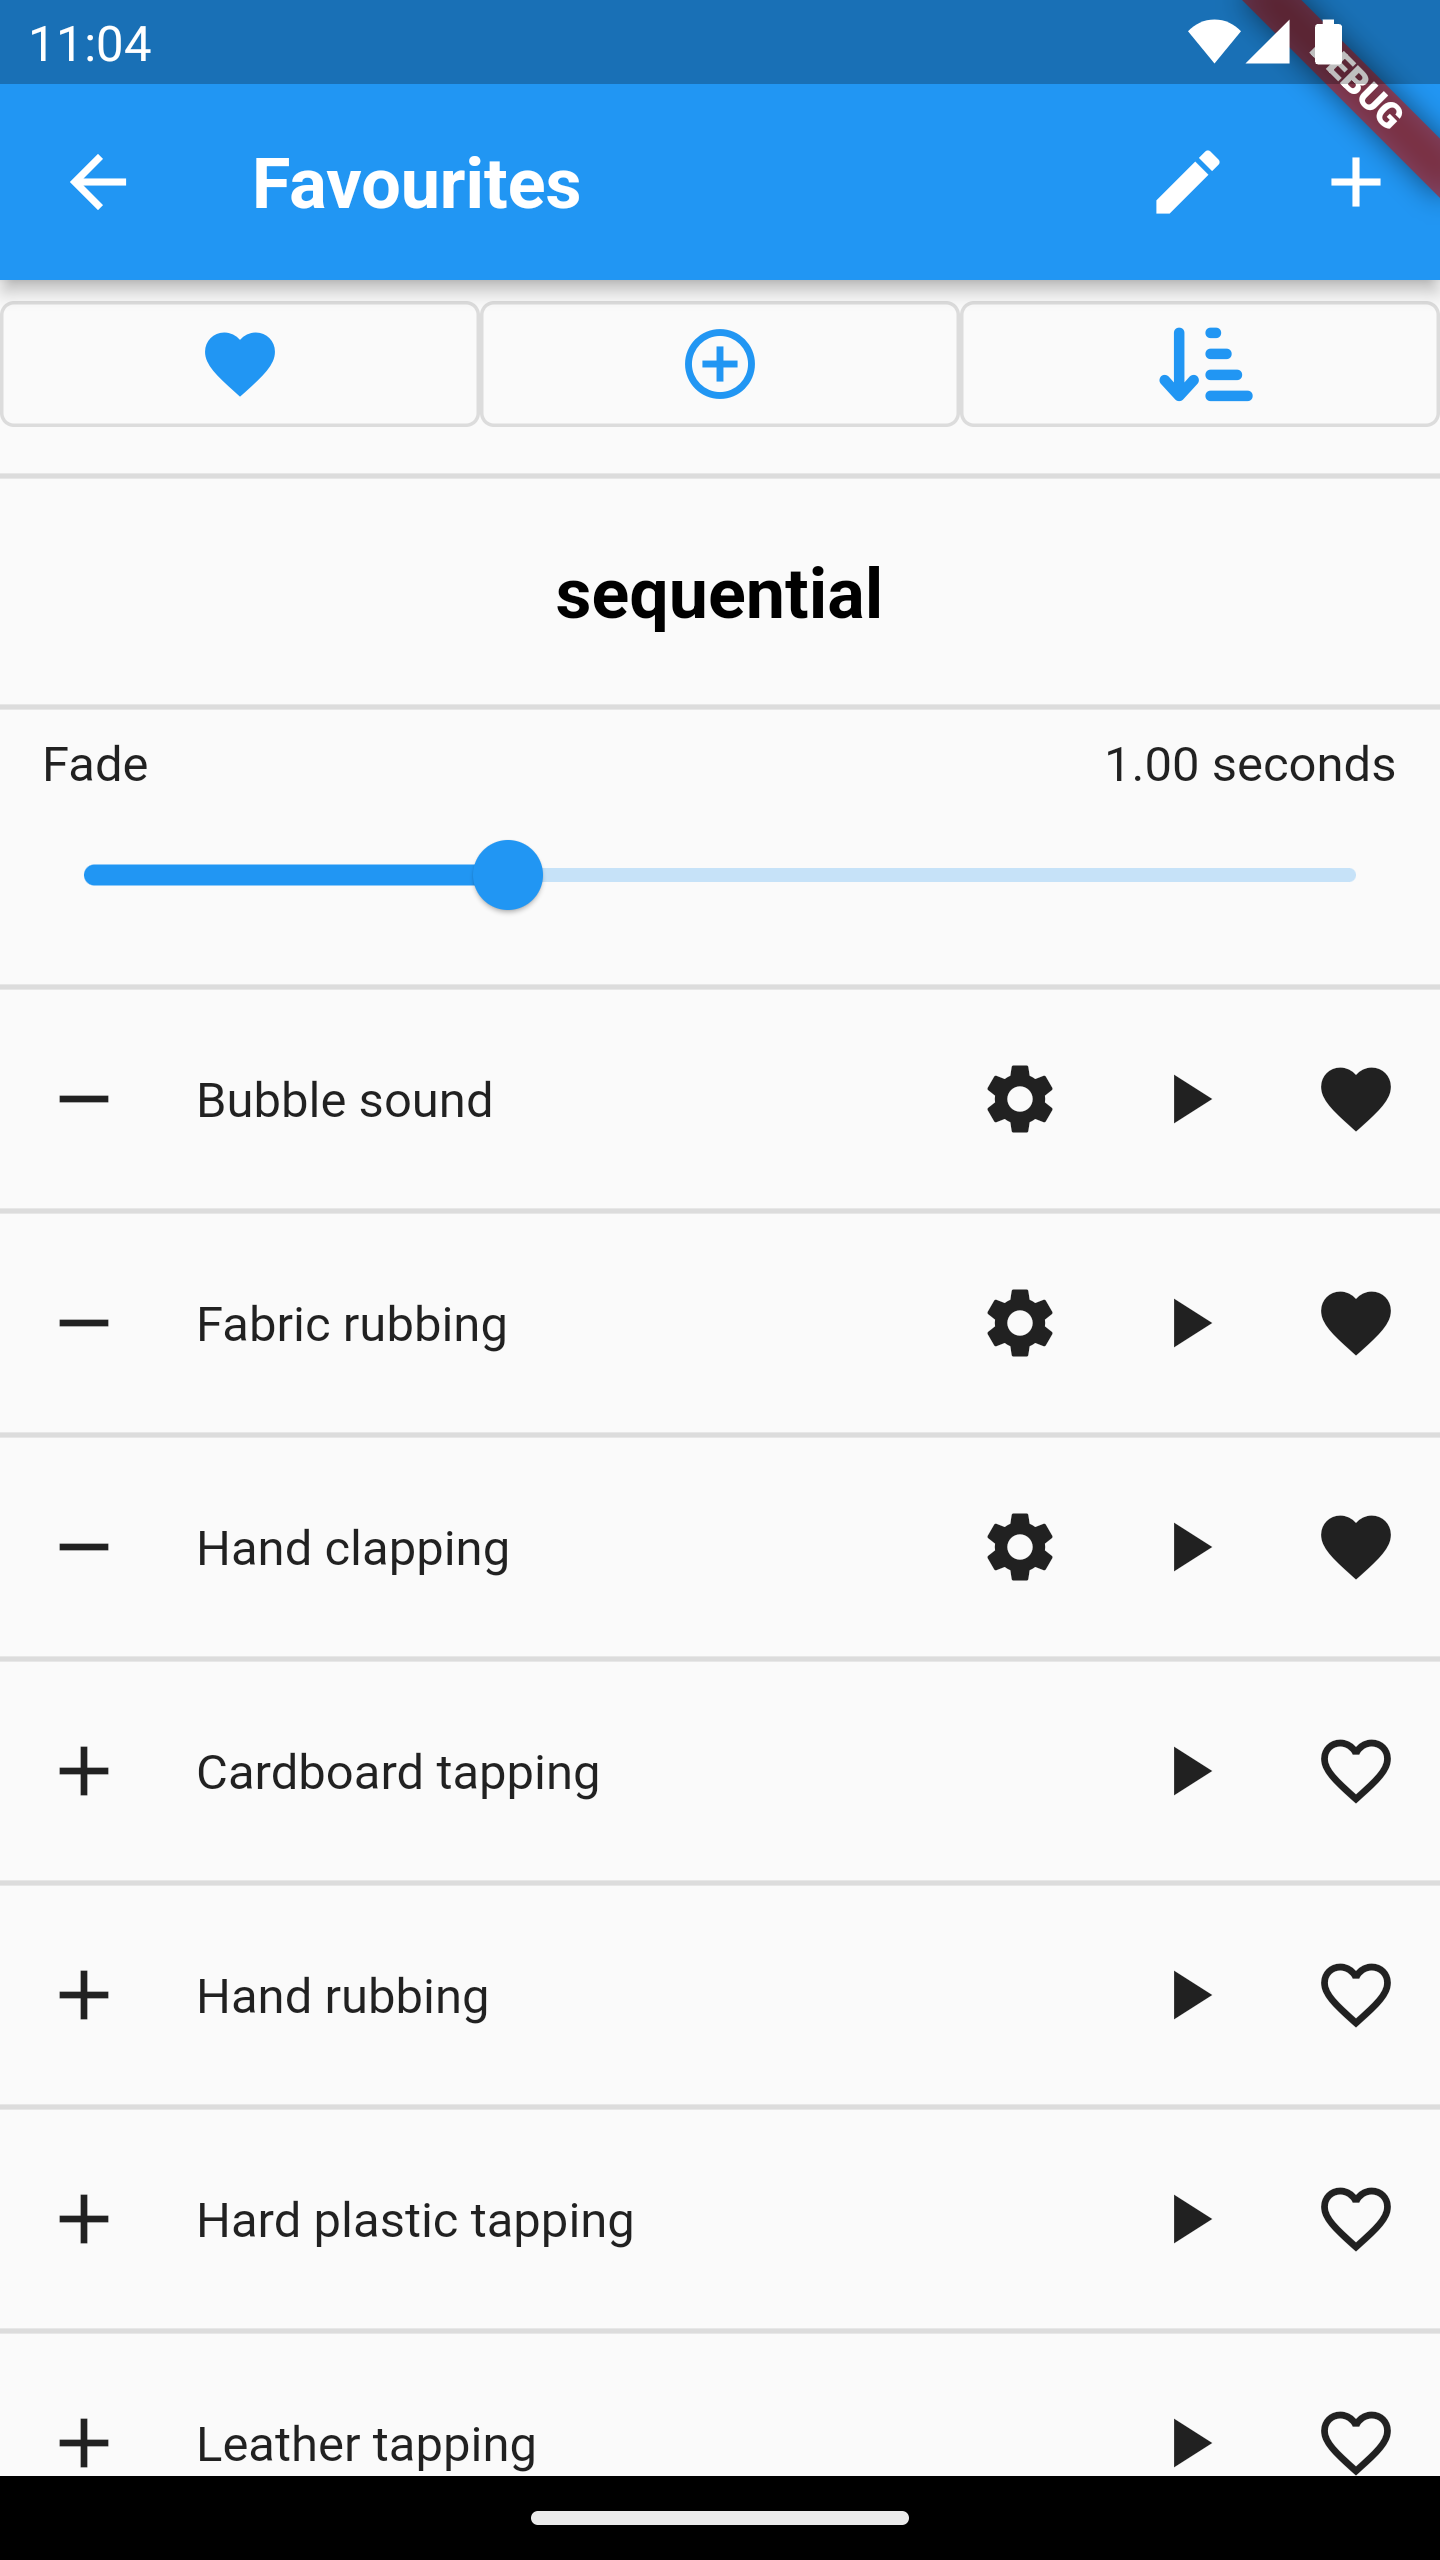 11:04
DEBUG
Favourites
sequential
Fade
1.00 seconds
Bubble sound
Fabric rubbing
Hand clapping
Cardboard tapping
Hand rubbing
Hard plastic tapping
Leather tapping